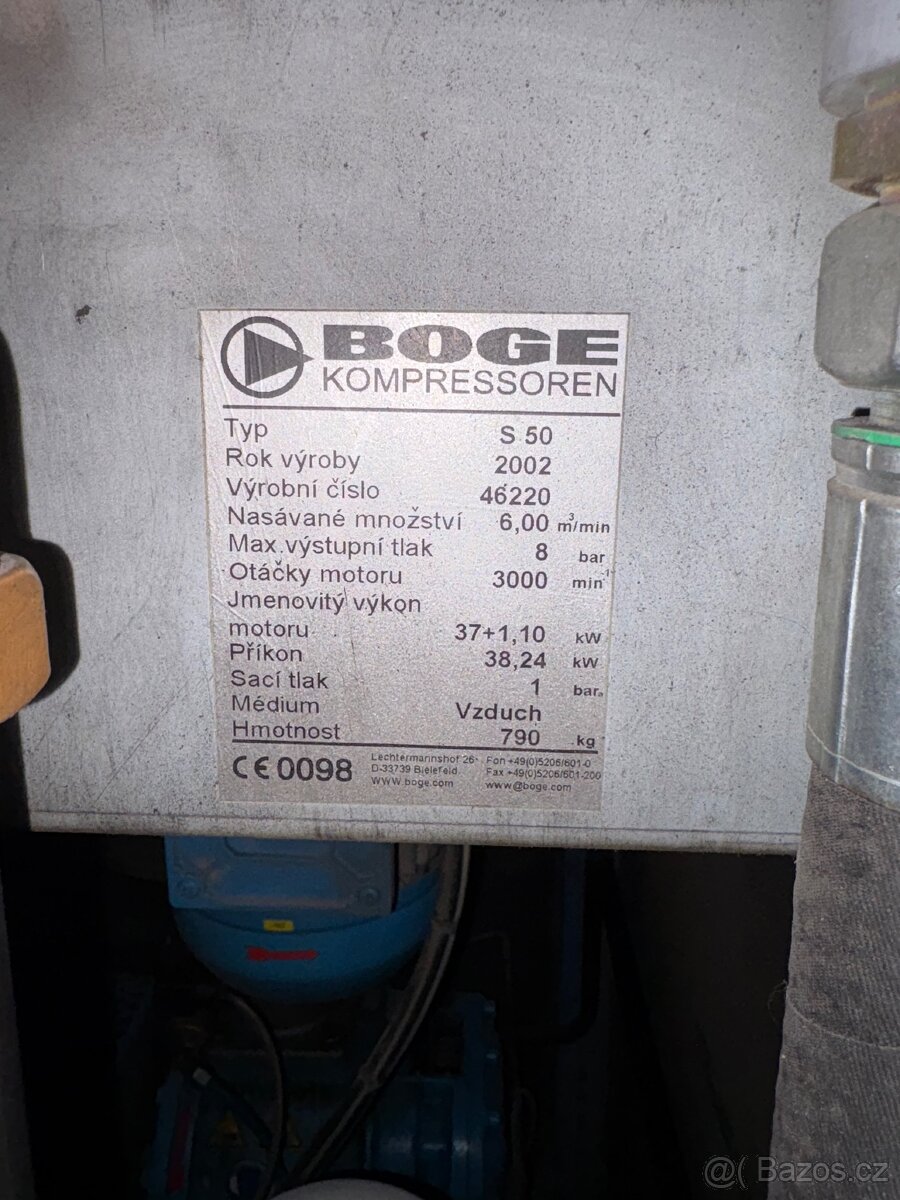 BOGE
KOMPRESSOREN
Typ S 50
Rok výroby 2002
Výrobní číslo 46220
Nasávané množství 6,00 m³/min
Max.výstupní tlak 8 bar
Otáčky motoru 3000 min⁻¹
Jmenovitý výkon
motoru 37+1,10 kW
Příkon 38,24 kW
Sací tlak 1 barₐ
Médium Vzduch
Hmotnost 790 kg
CE 0098
Lechtermannshof 26 Fon +49(0)5206/601-0
D-33739 Bielefeld Fax +49(0)5206/601-200
www.boge.com www@boge.com
@( Bazos.cz